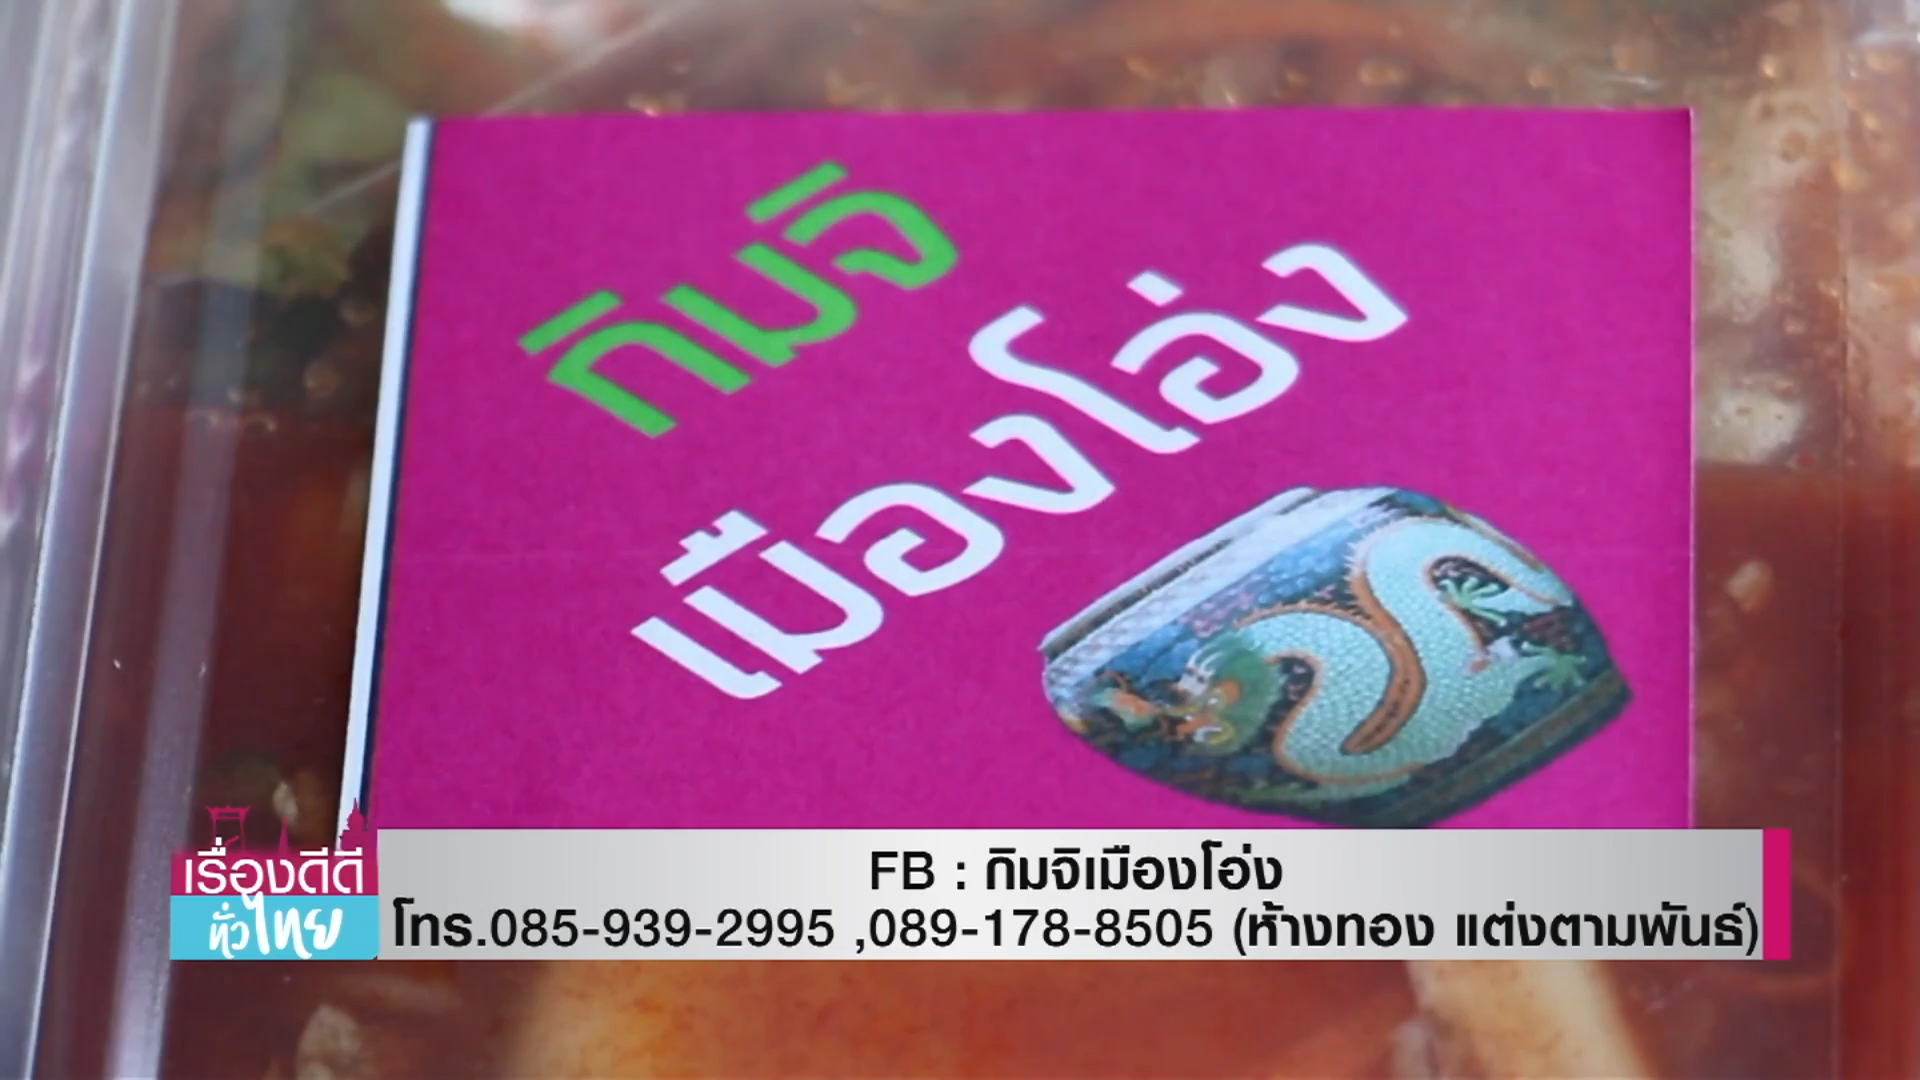 กิมจิ
เมืองโอ่ง
เรื่องดีดี
ทั่วไทย
FB : กิมจิเมืองโอ่ง
โทร.085-939-2995 ,089-178-8505 (ห้างทอง แต่งตามพันธ์)